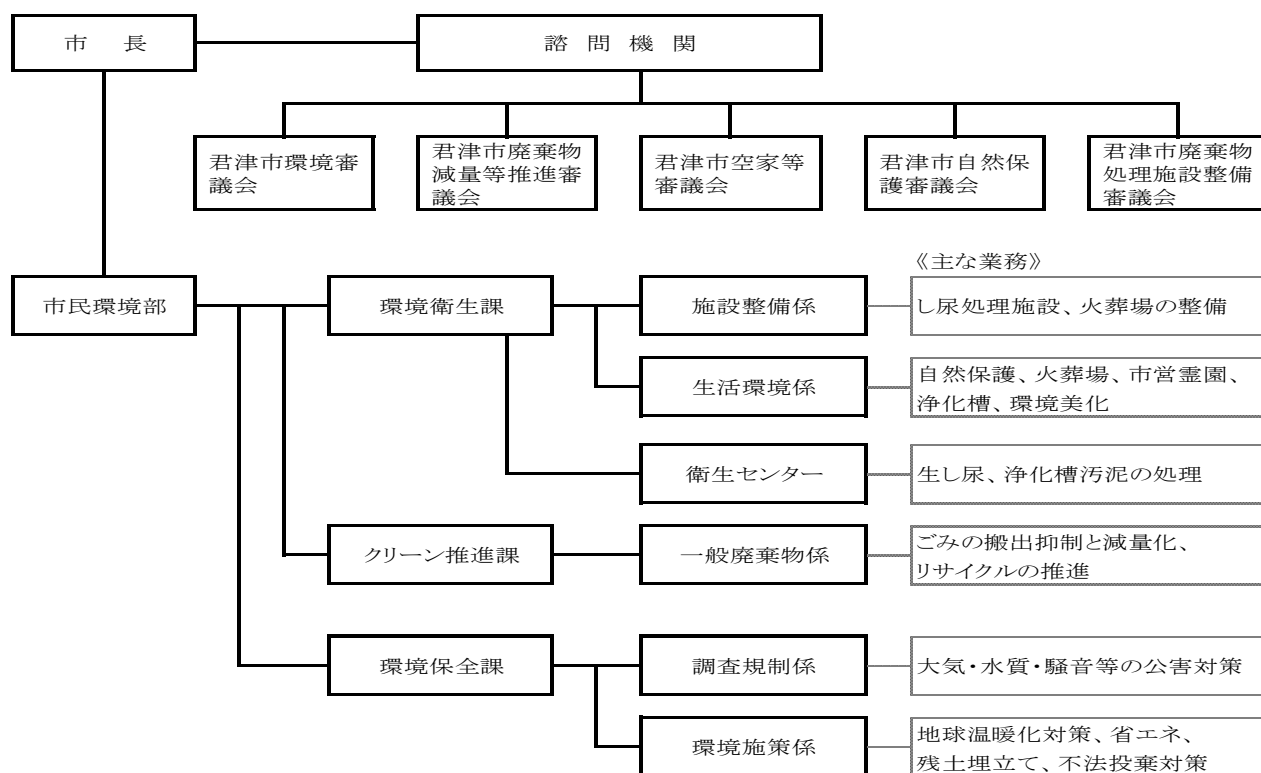 市　長
諮 問 機 関
君津市環境審
議会
君津市廃棄物
減量等推進審
議会
君津市空家等
審議会
君津市自然保
護審議会
君津市廃棄物
処理施設整備
審議会
《主な業務》
市民環境部
環境衛生課
施設整備係
し尿処理施設、火葬場の整備
生活環境係
自然保護、火葬場、市営霊園、
浄化槽、環境美化
衛生センター
生し尿、浄化槽汚泥の処理
クリーン推進課
一般廃棄物係
ごみの搬出抑制と減量化、
リサイクルの推進
環境保全課
調査規制係
大気・水質・騒音等の公害対策
環境施策係
地球温暖化対策、省エネ、
残土埋立て、不法投棄対策